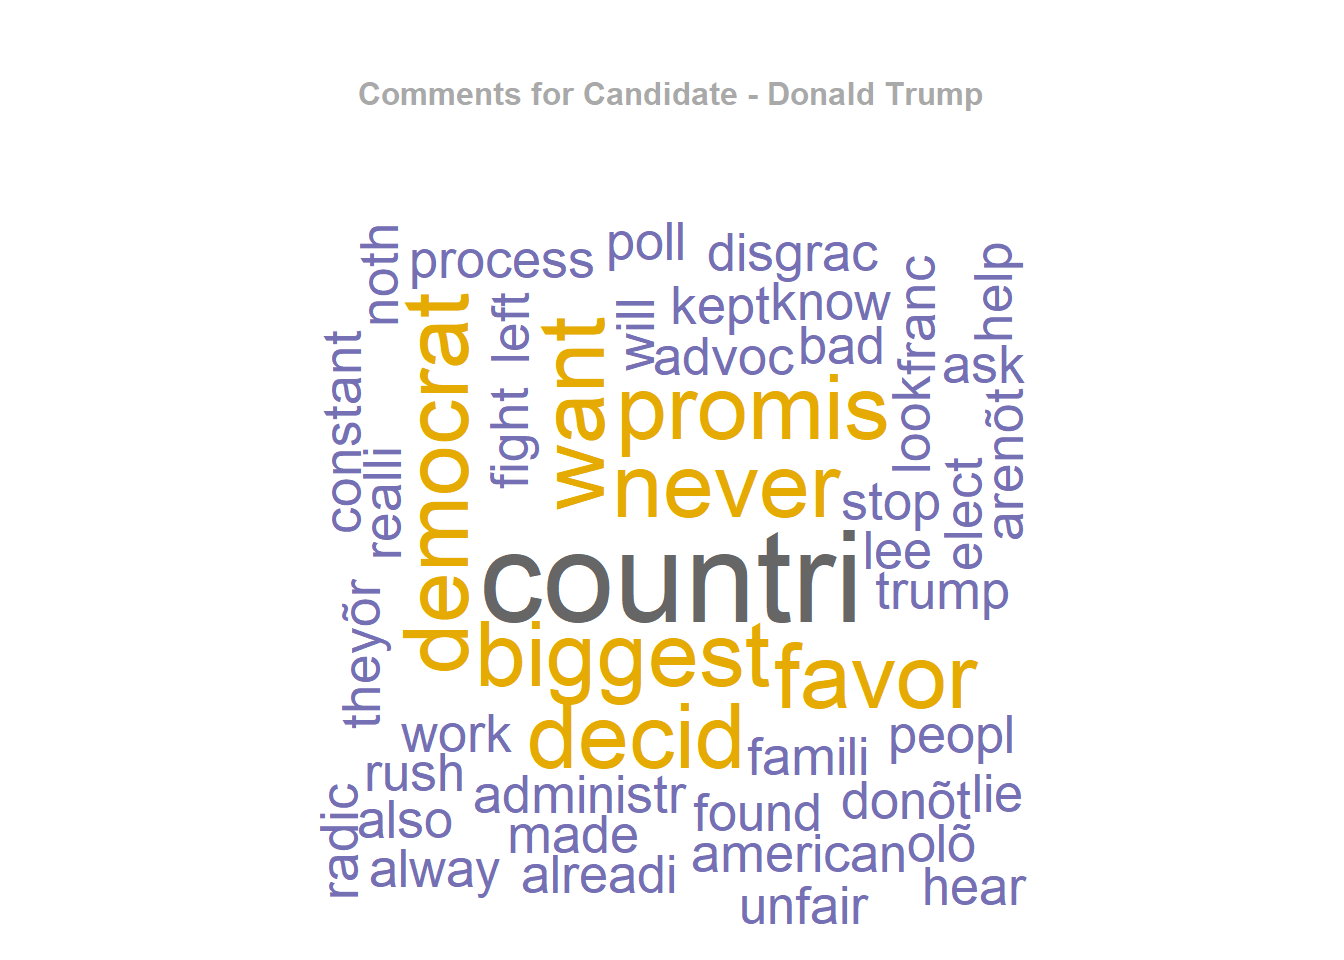 Comments for Candidate - Donald Trump
noth
process
poll
disgrac
help
franc
kept
know
left
will
advoc
bad
ask
constant
democrat
want
promis
look
arenõt
fight
realli
never
stop
elect
countri
lee
trump
theyõr
biggest
favor
work
decid
famili
peopl
rush
administr
found
donõt
lie
radic
also
made
american
olõ
alway
alreadi
hear
unfair